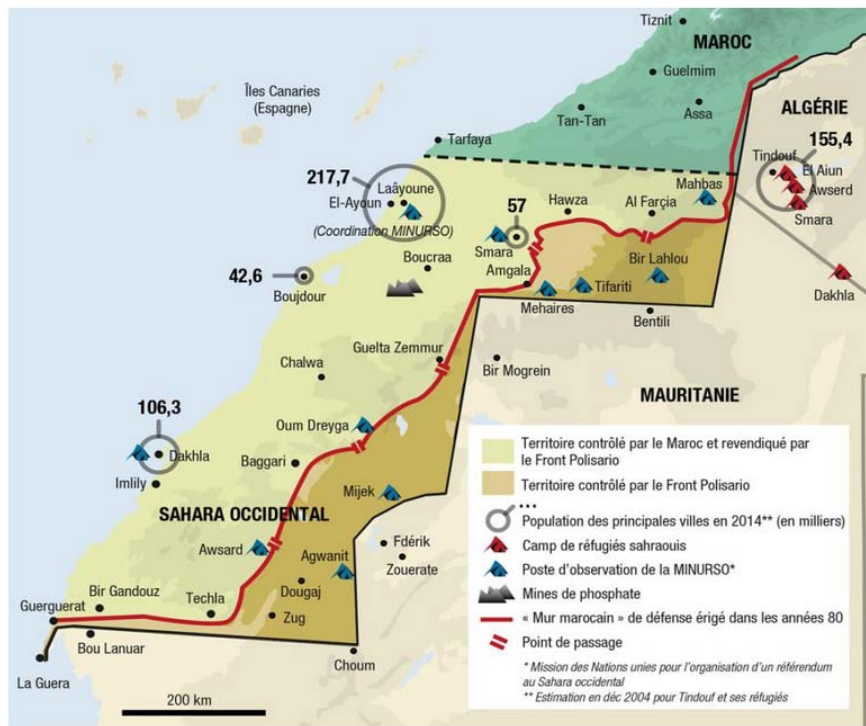 Tiznit
MAROC
Guelmim
Îles Canaries
(Espagne)
ALGÉRIE
Assa
Tan-Tan
155,4
Tarfaya
Tindouf
El Aiun
217,7
Laâyoune
Mahbas
Awserd
El-Ayoun
57
Hawza
Al Farçia
Smara
(Coordination MINURSO)
Smara
Bir Lahlou
Boucraa
42,6
Amgala
Tifariti
Boujdour
Dakhla
Mehaires
Bentili
Guelta Zemmur
Chalwa
Bir Mogrein
MAURITANIE
106,3
Oum Dreyga
Dakhla
Baggari
Imlily
Mijek
SAHARA OCCIDENTAL
Fdérik
Awsard
Agwanit
Zouerate
Bir Gandouz
Techla
Dougaj
Guerguerat
Zug
Bou Lanuar
Choum
La Guera
200 km
Territoire contrôlé par le Maroc et revendiqué par
le Front Polisario
Territoire contrôlé par le Front Polisario
...
Population des principales villes en 2014** (en milliers)
Camp de réfugiés sahraouis
Poste d'observation de la MINURSO*
Mines de phosphate
« Mur marocain » de défense érigé dans les années 80
Point de passage
* Mission des Nations unies pour l'organisation d'un référendum
au Sahara occidental
** Estimation en déc 2004 pour Tindouf et ses réfugiés